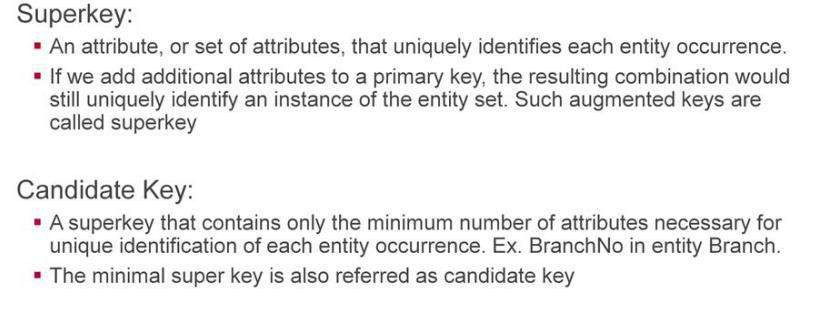 Superkey:
▪ An attribute, or set of attributes, that uniquely identifies each entity occurrence.
▪ If we add additional attributes to a primary key, the resulting combination would
still uniquely identify an instance of the entity set. Such augmented keys are
called superkey
Candidate Key:
▪ A superkey that contains only the minimum number of attributes necessary for
unique identification of each entity occurrence. Ex. BranchNo in entity Branch.
▪ The minimal super key is also referred as candidate key